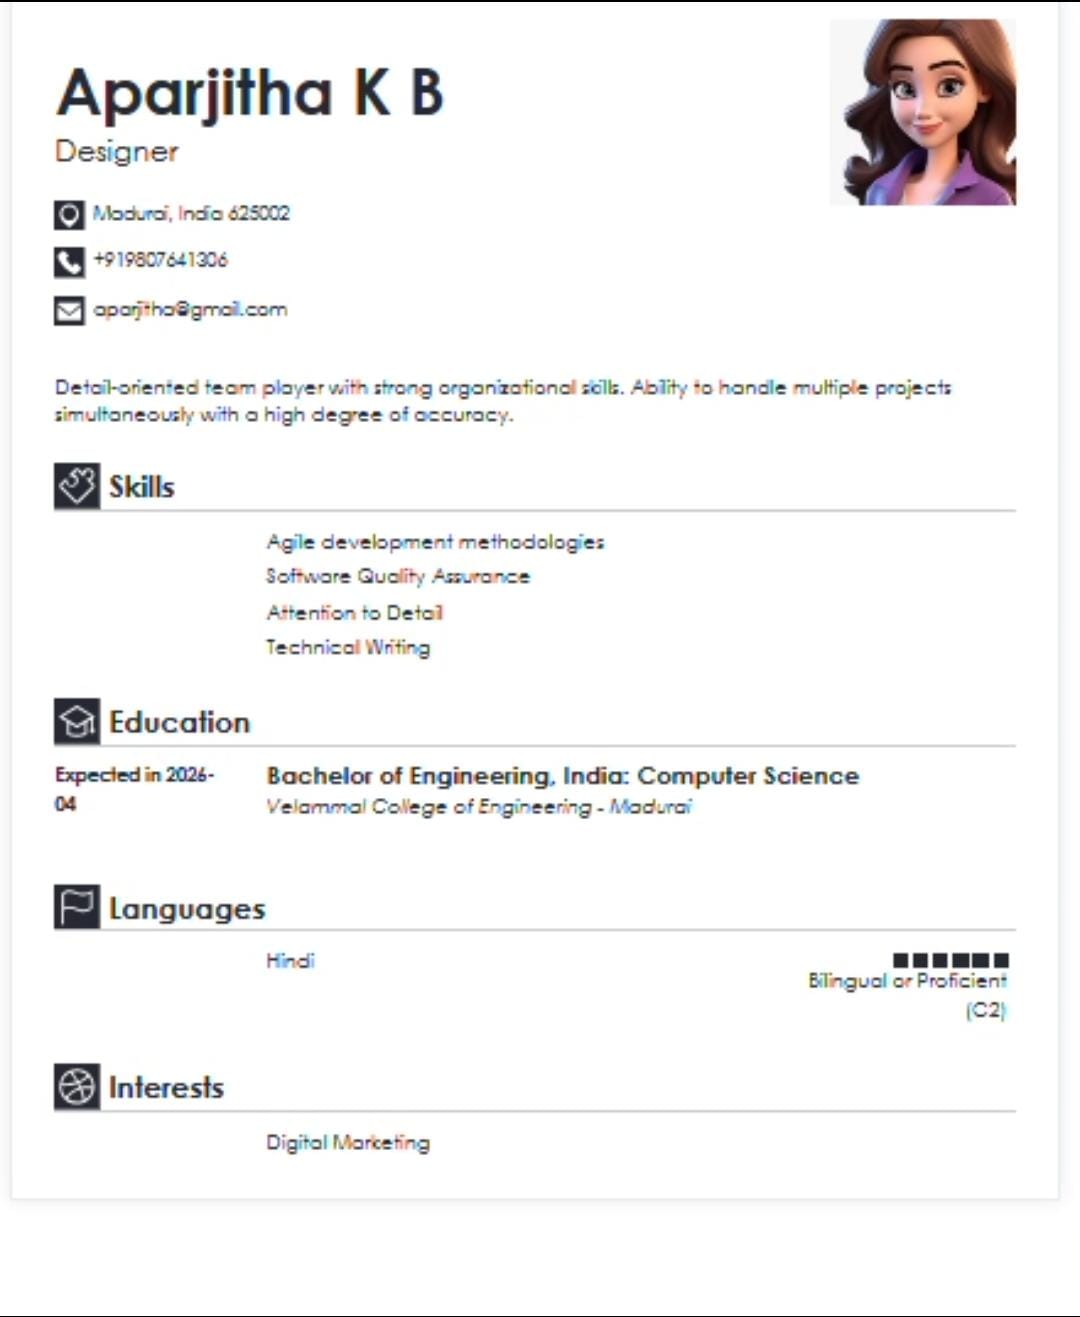 Aparjitha K B
Designer
Madurai, India 625002
+919807641306
aparjitha@gmail.com
Detail-oriented team player with strong organizational skills. Ability to handle multiple projects
simultaneously with a high degree of accuracy.
Skills
Agile development methodologies
Software Quality Assurance
Attention to Detail
Technical Writing
Education
Expected in 2026-
04
Bachelor of Engineering, India: Computer Science
Velammal College of Engineering - Madurai
Languages
Hindi
Bilingual or Proficient
(C2)
Interests
Digital Marketing